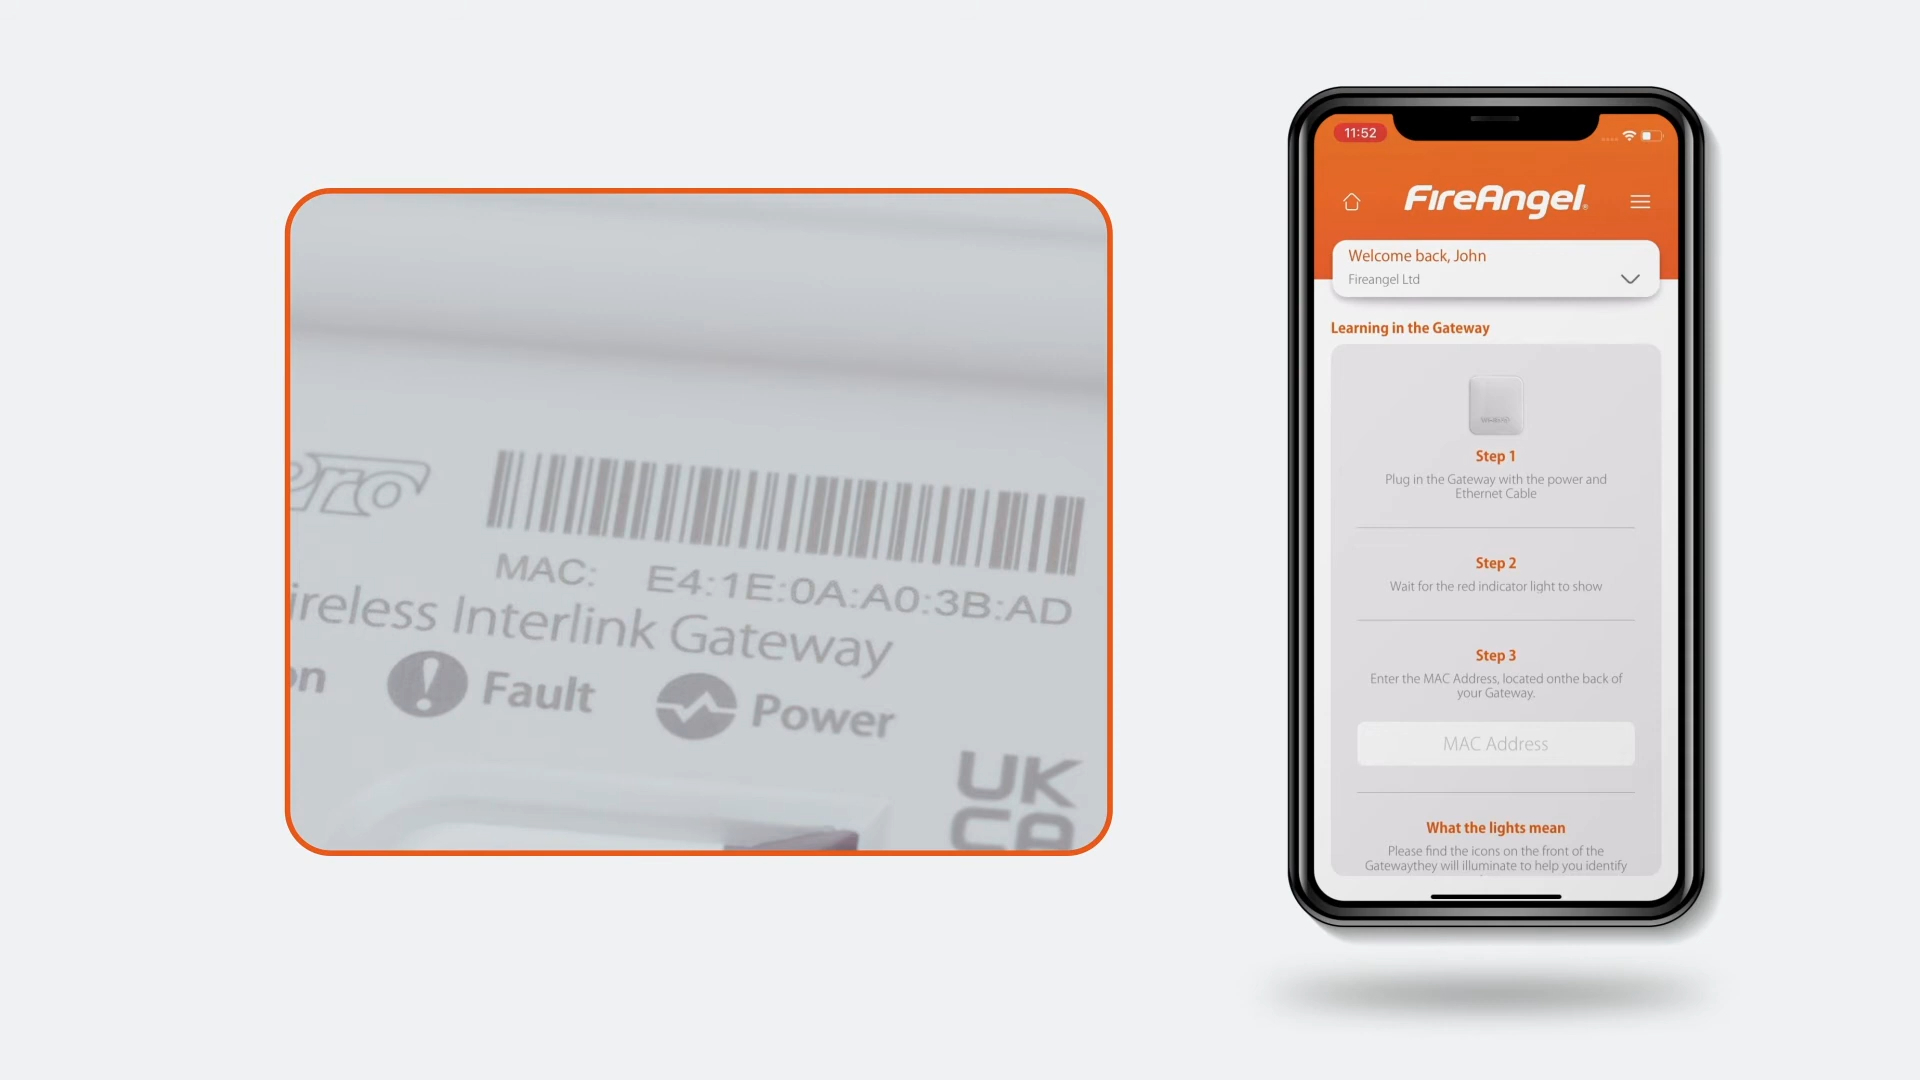 Pro
MAC: E4:1E:0A:A0:3B:AD
ireless Interlink Gateway
on
Fault
Power
UK
CA
11:52
FireAngel
Welcome back, John
Fireangel Ltd
Learning in the Gateway
Step 1
Plug in the Gateway with the power and
Ethernet Cable
Step 2
Wait for the red indicator light to show
Step 3
Enter the MAC Address, located onthe back of
your Gateway.
MAC Address
What the lights mean
Please find the icons on the front of the
Gatewaythey will illuminate to help you identify